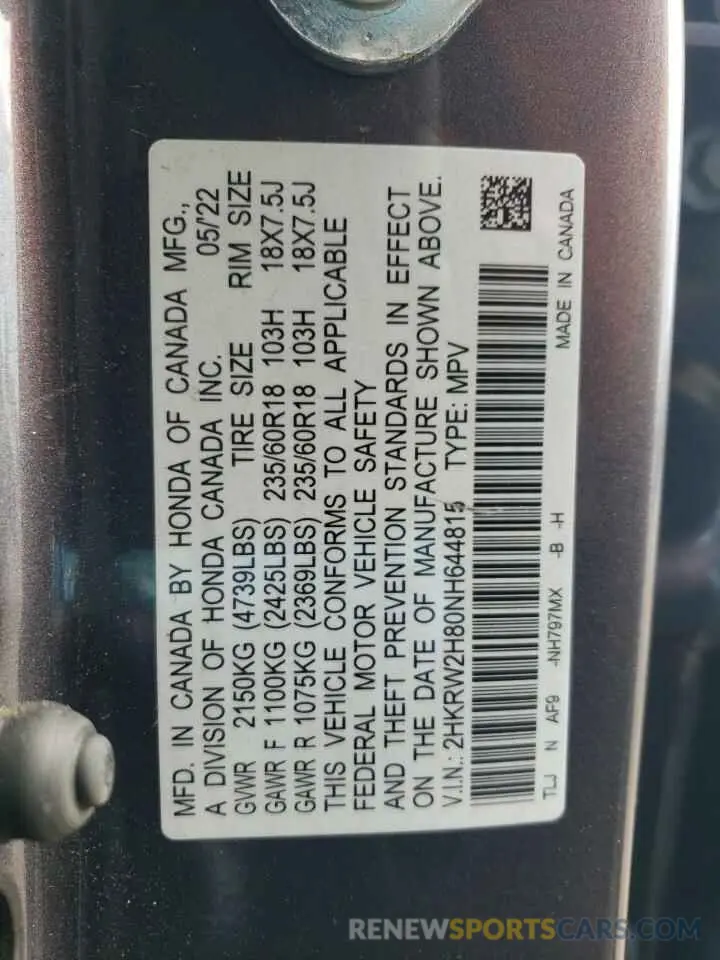 MFD. IN CANADA BY HONDA OF CANADA MFG.,
A DIVISION OF HONDA CANADA INC. 05/'22
GVWR 2150KG (4739LBS) TIRE SIZE RIM SIZE
GAWR F 1100KG (2425LBS) 235/60R18 103H 18X7.5J
GAWR R 1075KG (2369LBS) 235/60R18 103H 18X7.5J
THIS VEHICLE CONFORMS TO ALL APPLICABLE
FEDERAL MOTOR VEHICLE SAFETY
AND THEFT PREVENTION STANDARDS IN EFFECT
ON THE DATE OF MANUFACTURE SHOWN ABOVE.
V.I.N.: 2HKRW2H80NH644815 TYPE: MPV
TLJ N AF9 -NH797MX -B -H MADE IN CANADA
RENEWSPORTSCARS.COM